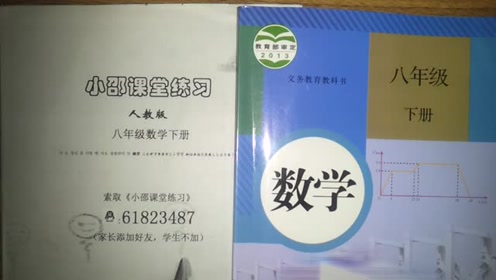 小邵课堂练习
人教版
八年级数学下册
索取《小邵课堂练习》
:61823487
(家长添加好友，学生不加)
教育部审定
2013
义务教育教科书
八年级
下册
数学